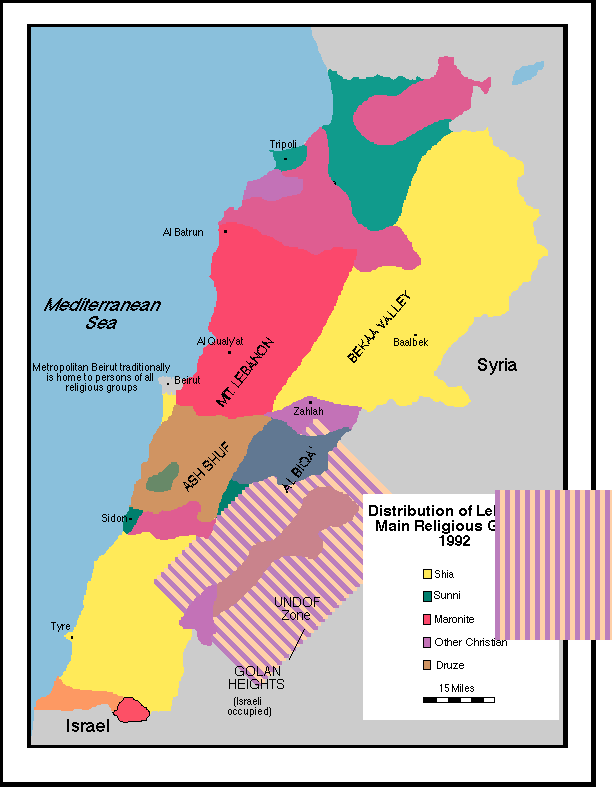 Tripoli
Al Batrun
Mediterranean
Sea
Al Qualy'at
MT. LEBANON
BEKAA VALLEY
Baalbek
Syria
Metropolitan Beirut traditionally
is home to persons of all
religious groups
Beirut
Zahlah
ASH SHUF
AL BIQA'
Sidon
Distribution of
Main Religious
1992
Shia
Sunni
Maronite
Other Christian
Druze
15 Miles
UNDOF
Zone
Tyre
GOLAN
HEIGHTS
(Israeli
occupied)
Israel